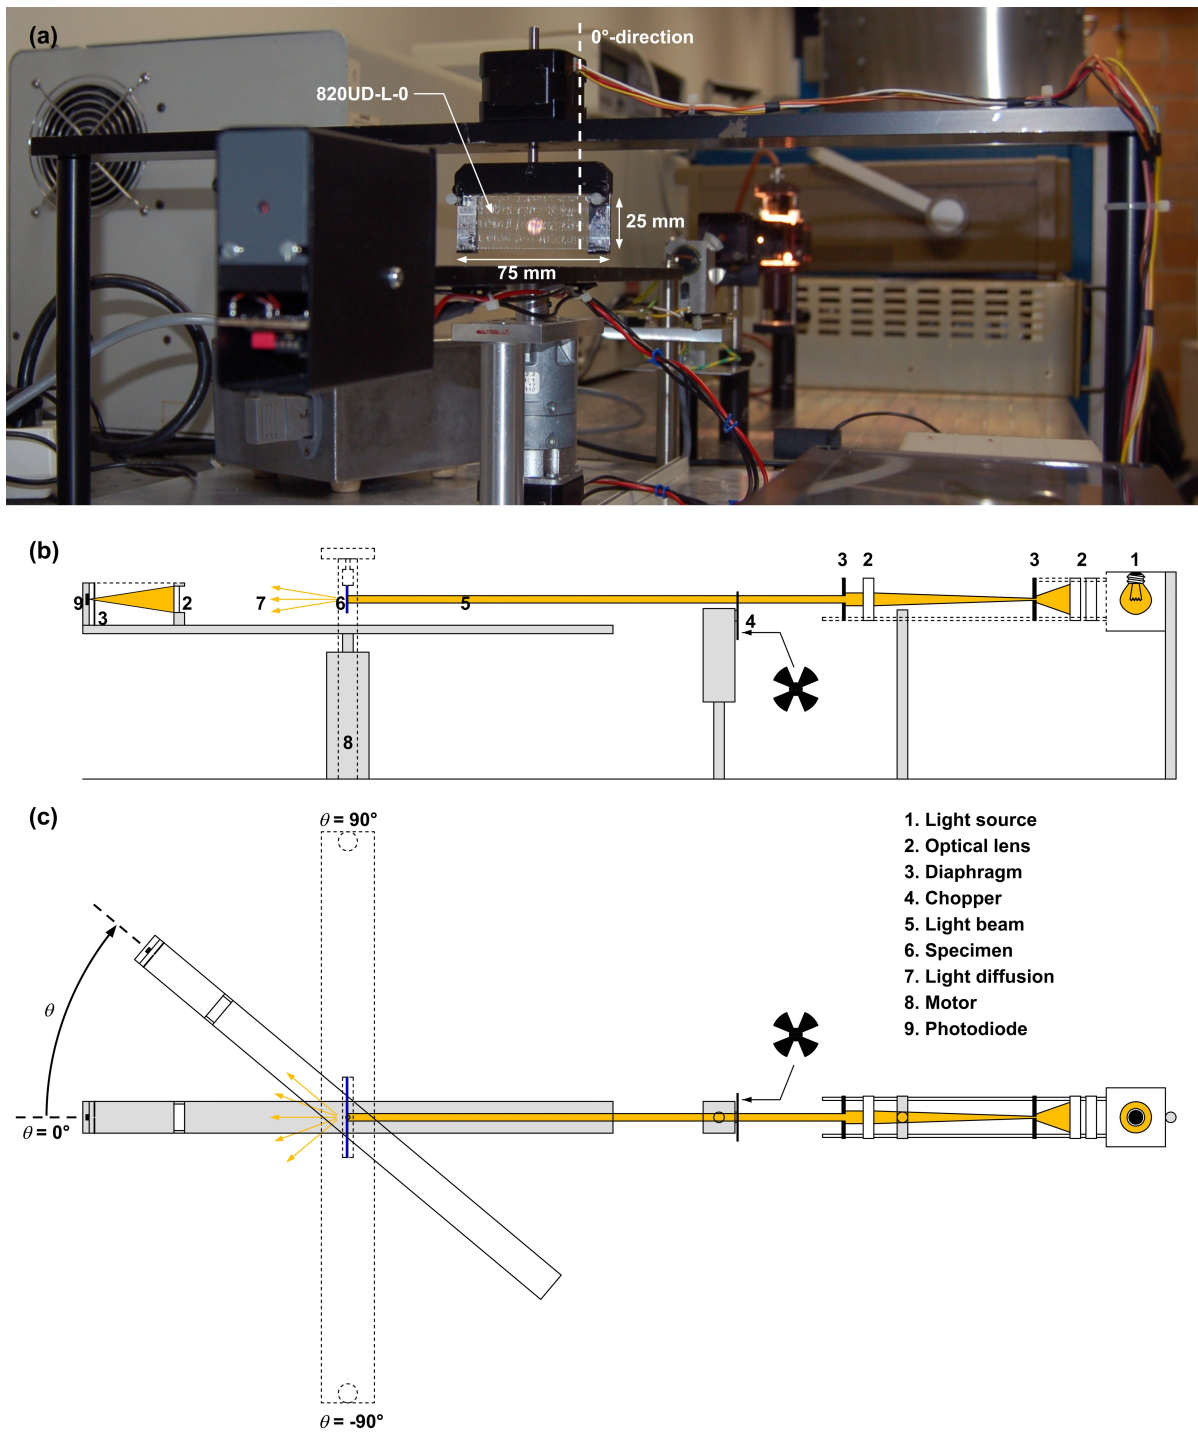 (a)
0°-direction
820UD-L-0
25 mm
75 mm
(b)
3 2 3 2 1
9 3 2 7 6 5 4
8
(c)
θ = 90°
1. Light source
2. Optical lens
3. Diaphragm
4. Chopper
5. Light beam
6. Specimen
7. Light diffusion
8. Motor
9. Photodiode
θ
θ = 0°
θ = -90°